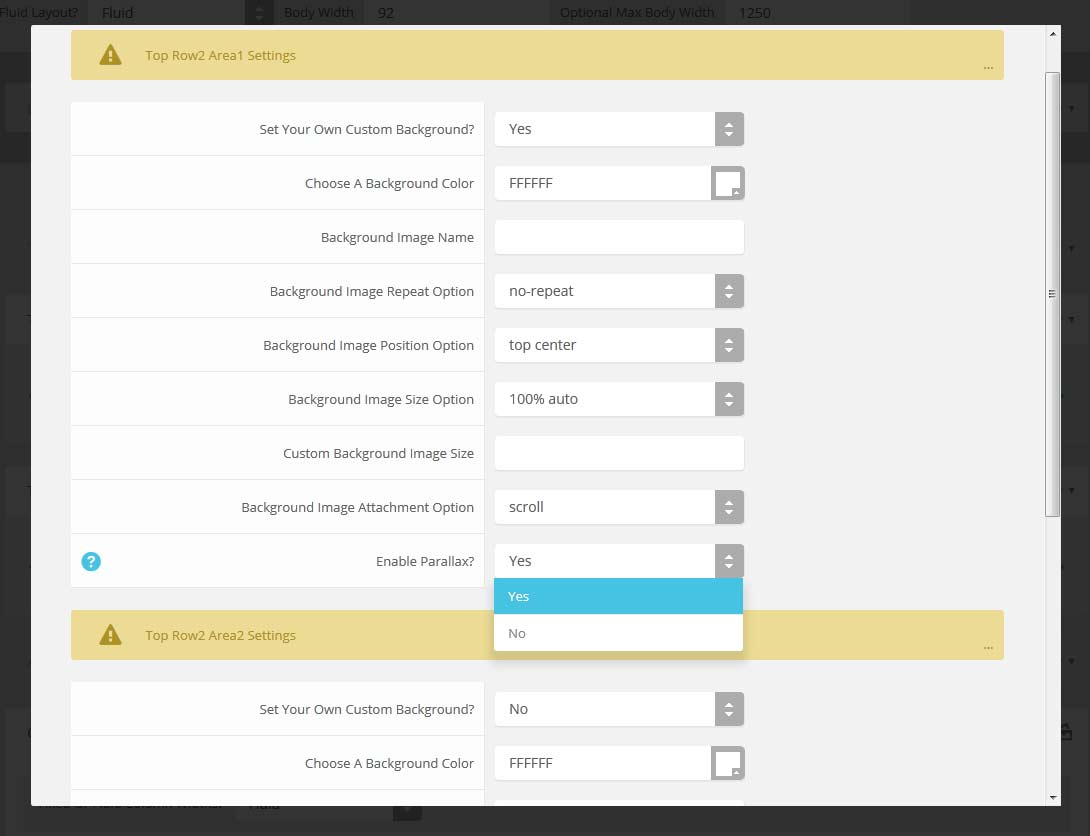 Fluid Layout? Fluid Body Width 92 Optional Max Body Width 1250
Top Row2 Area1 Settings
...
Set Your Own Custom Background? Yes
Choose A Background Color FFFFFF
Background Image Name
Background Image Repeat Option no-repeat
Background Image Position Option top center
Background Image Size Option 100% auto
Custom Background Image Size
Background Image Attachment Option scroll
? Enable Parallax? Yes
Yes
No
Top Row2 Area2 Settings
...
Set Your Own Custom Background? No
Choose A Background Color FFFFFF